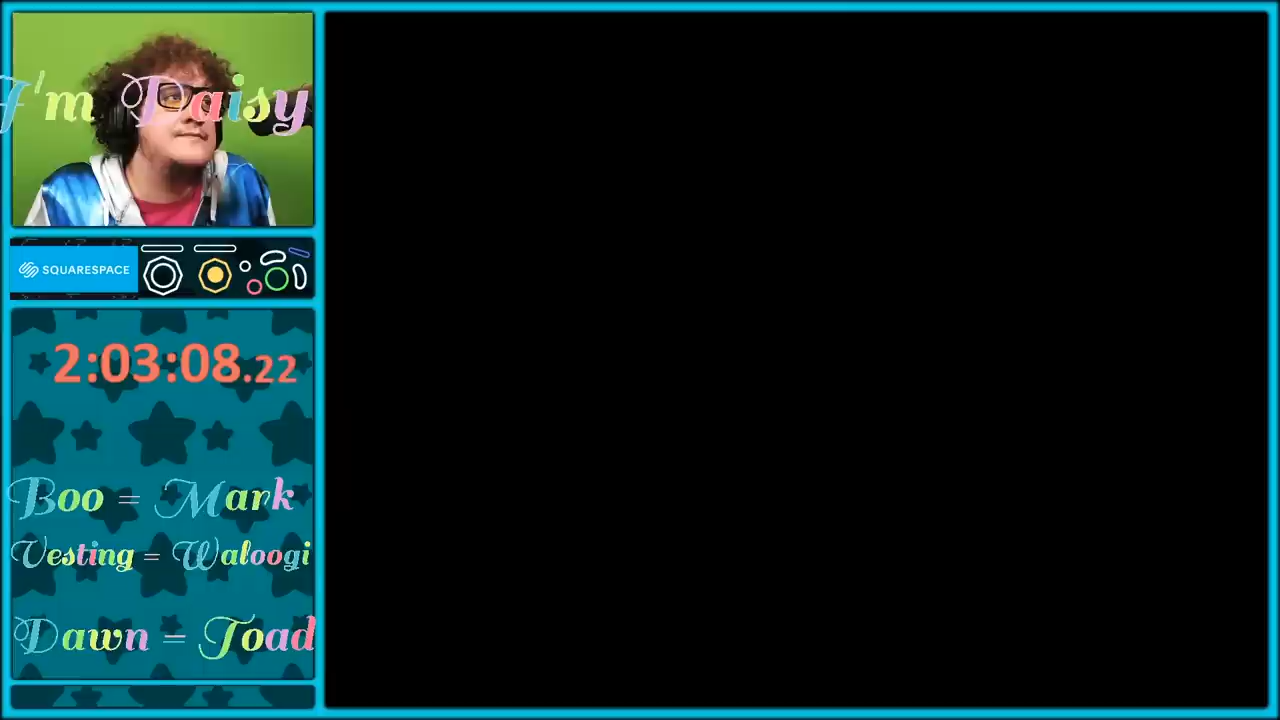 I'm Daisy
SQUARESPACE
2:03:08.22
Boo = Mark
Vesting = Waloogi
Dawn = Toad